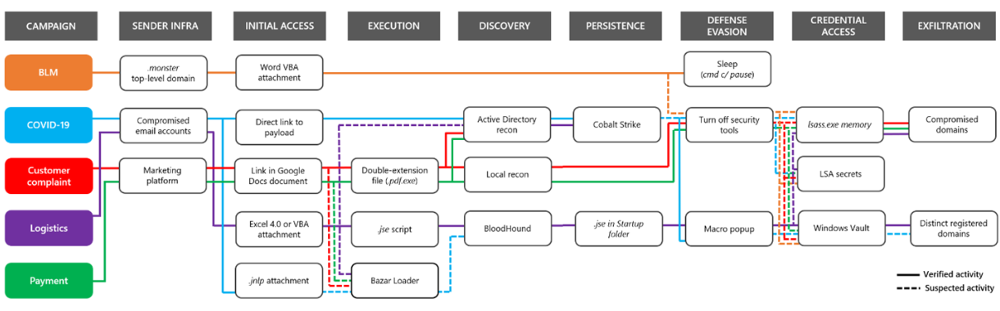 CAMPAIGN
SENDER INFRA
INITIAL ACCESS
EXECUTION
DISCOVERY
PERSISTENCE
DEFENSE
EVASION
CREDENTIAL
ACCESS
EXFILTRATION
BLM
.monster
top-level domain
Word VBA
attachment
Sleep
(cmd c/ pause)
COVID-19
Compromised
email accounts
Direct link to
payload
Active Directory
recon
Cobalt Strike
Turn off security
tools
lsass.exe memory
Compromised
domains
Customer
complaint
Marketing
platform
Link in Google
Docs document
Double-extension
file (.pdf.exe)
Local recon
LSA secrets
Logistics
Excel 4.0 or VBA
attachment
.jse script
BloodHound
.jse in Startup
folder
Macro popup
Windows Vault
Distinct registered
domains
Payment
.jnlp attachment
Bazar Loader
Verified activity
Suspected activity